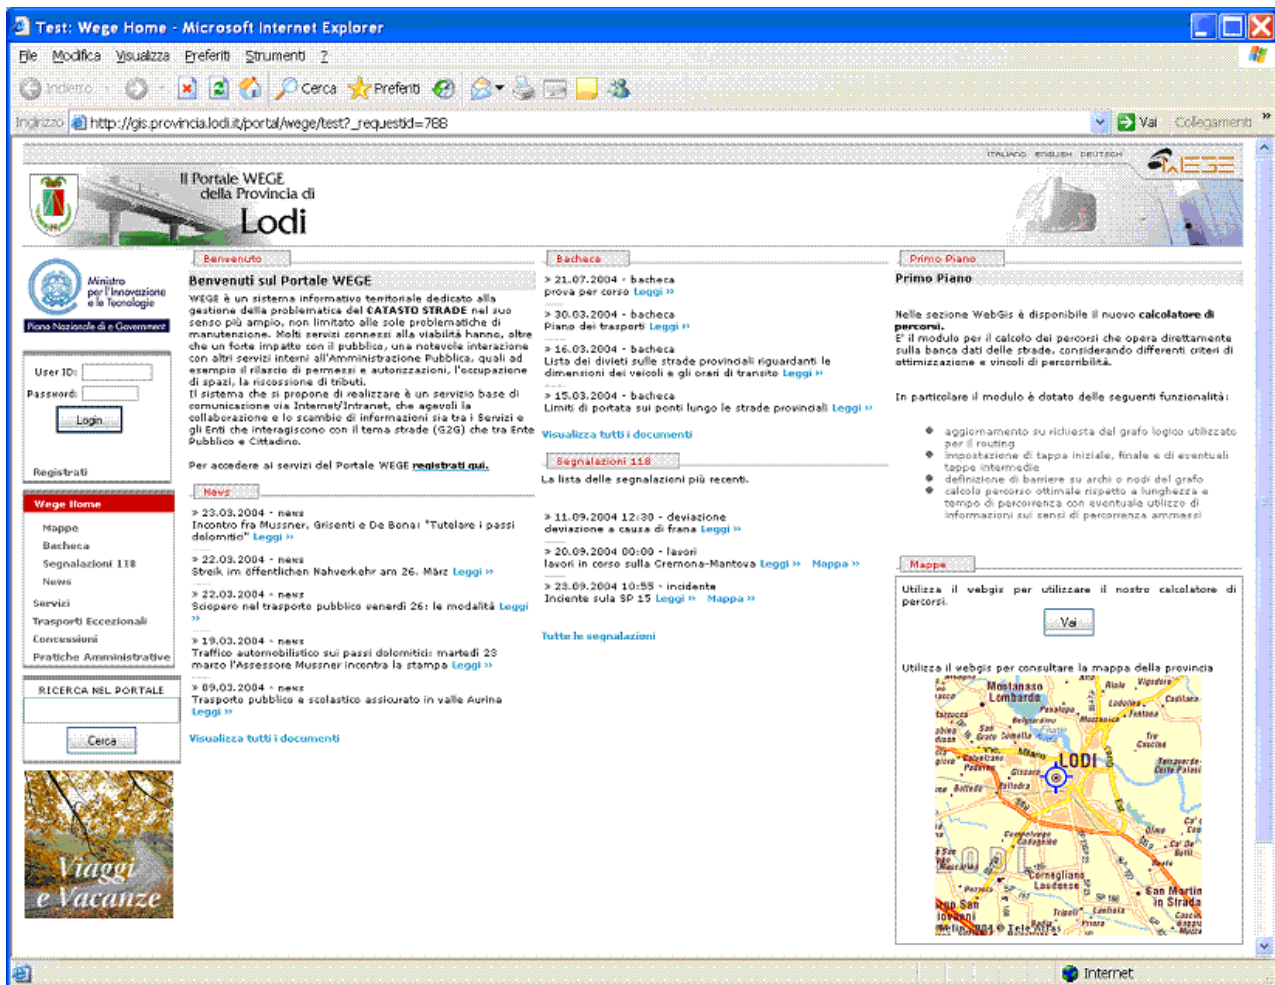 Test: Wege Home - Microsoft Internet Explorer
File Modifica Visualizza Preferiti Strumenti ?
Indietro Cerca Preferiti
Indirizzo http://gis.provincia.lodi.it/portal/wege/test?_requestid=788 Vai Collegamenti »
ITALIANO ENGLISH DEUTSCH
WEGE
Il Portale WEGE
della Provincia di
Lodi
Ministro
per l'Innovazione
e le Tecnologie
Piano Nazionale di e-Government
User ID:
Password:
Login
Registrati
Wege Home
Mappe
Bacheca
Segnalazioni 118
News
Servizi
Trasporti Eccezionali
Concessioni
Pratiche Amministrative
RICERCA NEL PORTALE
Cerca
Viaggi
e Vacanze
Benvenuto
Benvenuti sul Portale WEGE
WEGE è un sistema informativo territoriale dedicato alla
gestione della problematica del CATASTO STRADE nel suo
senso più ampio, non limitato alle sole problematiche di
manutenzione. Molti servizi connessi alla viabilità hanno, oltre
che un forte impatto con il pubblico, una notevole interazione
con altri servizi interni all'Amministrazione Pubblica, quali ad
esempio il rilascio di permessi e autorizzazioni, l'occupazione
di spazi, la riscossione di tributi.
Il sistema che si propone di realizzare è un servizio base di
comunicazione via Internet/Intranet, che agevoli la
collaborazione e lo scambio di informazioni sia tra i Servizi e
gli Enti che interagiscono con il tema strade (G2G) che tra Ente
Pubblico e Cittadino.
Per accedere ai servizi del Portale WEGE registrati qui.
News
» 23.03.2004 - news
Incontro fra Mussner, Grisenti e De Bona: "Tutelare i passi
dolomitici" Leggi »
» 22.03.2004 - news
Streik im öffentlichen Nahverkehr am 26. März Leggi »
» 22.03.2004 - news
Sciopero nel trasporto pubblico venerdì 26: le modalità Leggi
»
» 19.03.2004 - news
Traffico automobilistico sui passi dolomitici: martedì 23
marzo l'Assessore Mussner incontra la stampa Leggi »
» 09.03.2004 - news
Trasporto pubblico e scolastico assicurato in valle Aurina
Leggi »
Visualizza tutti i documenti
Bacheca
» 21.07.2004 - bacheca
prova per corso Leggi »
» 30.03.2004 - bacheca
Piano dei trasporti Leggi »
» 16.03.2004 - bacheca
Lista dei divieti sulle strade provinciali riguardanti le
dimensioni dei veicoli e gli orari di transito Leggi »
» 15.03.2004 - bacheca
Limiti di portata sui ponti lungo le strade provinciali Leggi »
Visualizza tutti i documenti
Segnalazioni 118
La lista delle segnalazioni più recenti.
» 11.09.2004 12:30 - deviazione
deviazione a causa di frana Leggi »
» 20.09.2004 00:00 - lavori
lavori in corso sulla Cremona-Mantova Leggi » Mappa »
» 23.09.2004 10:55 - incidente
Inciente sula SP 15 Leggi » Mappa »
Tutte le segnalazioni
Primo Piano
Primo Piano
Nelle sezione WebGis è disponibile il nuovo calcolatore di
percorsi.
E' il modulo per il calcolo dei percorsi che opera direttamente
sulla banca dati delle strade, considerando differenti criteri di
ottimizzazione e vincoli di percorribilità.
In particolare il modulo è dotato delle seguenti funzionalità:
● aggiornamento su richiesta del grafo logico utilizzato
per il routing
● impostazione di tappa iniziale, finale e di eventuali
tappe intermedie
● definizione di barriere su archi o nodi del grafo
● calcolo percorso ottimale rispetto a lunghezza e
tempo di percorrenza con eventuale utilizzo di
informazioni sui sensi di percorrenza ammessi
Mappe
Utilizza il webgis per utilizzare il nostro calcolatore di
percorsi.
Vai
Utilizza il webgis per consultare la mappa della provincia
Montanaso
Lombardo
LODI
Cornegliano
Laudense
San Martin
in Strada
Internet